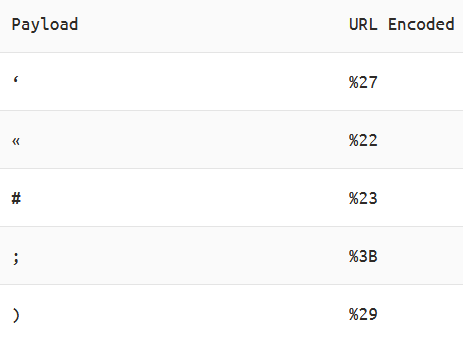 Payload URL Encoded
‘ %27
« %22
# %23
; %3B
) %29